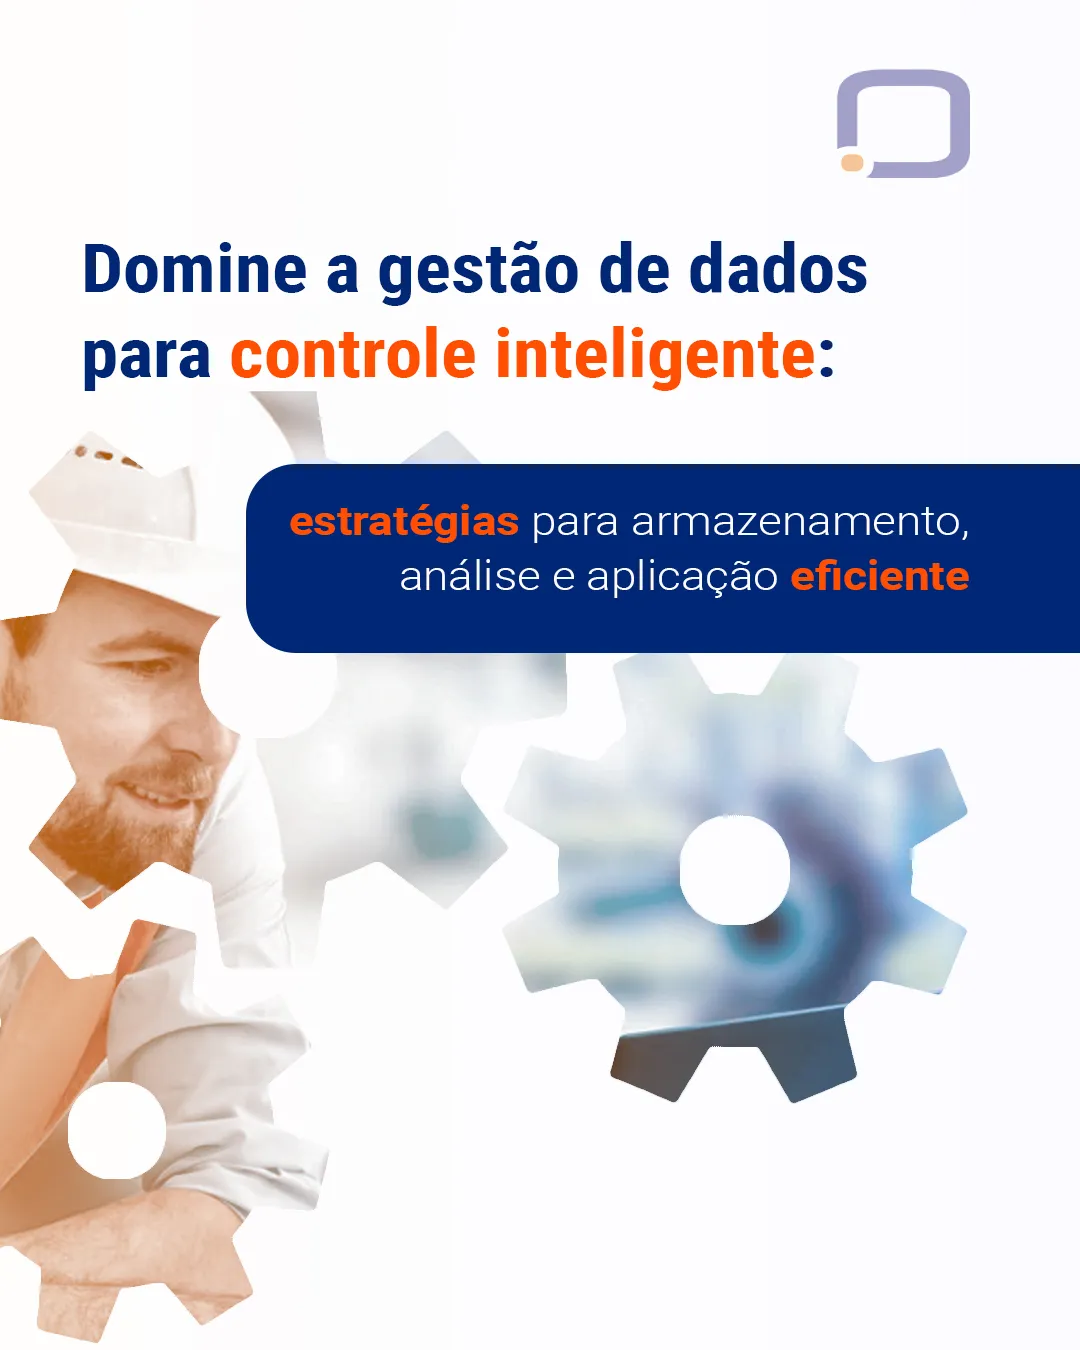 Domine a gestão de dados
para controle inteligente:
estratégias para armazenamento,
análise e aplicação eficiente